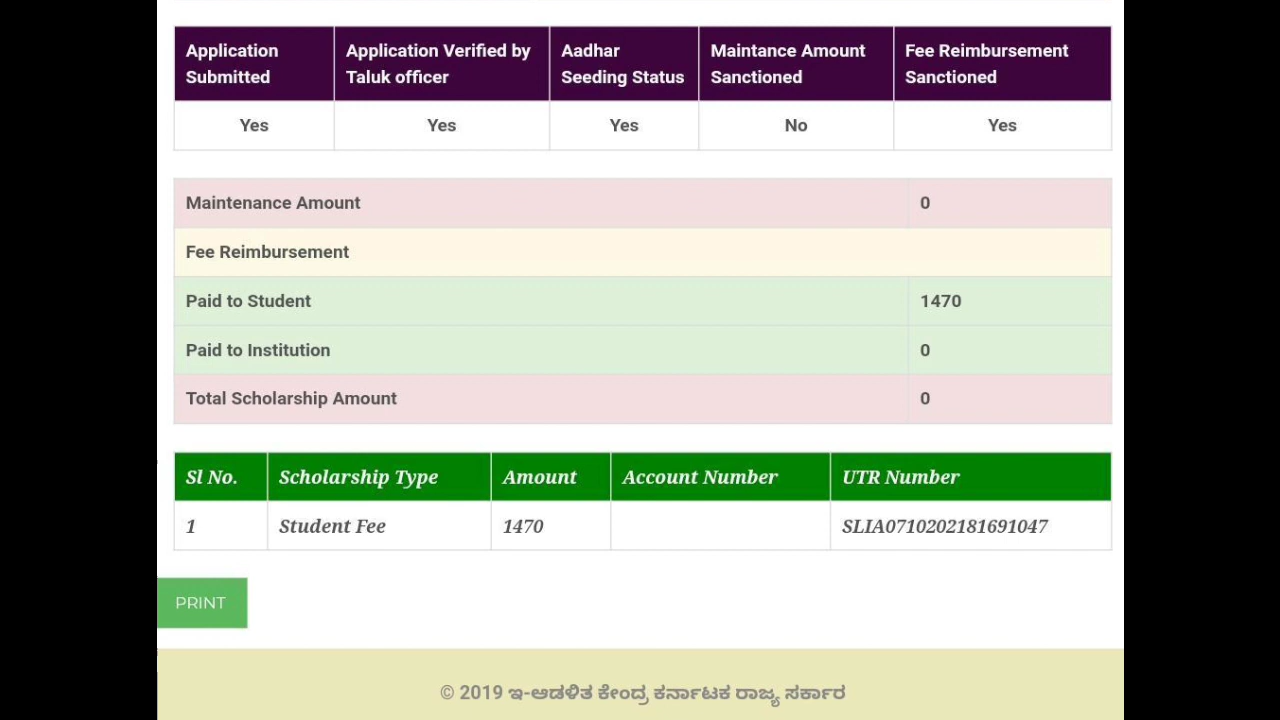 Application Submitted
Application Verified by Taluk officer
Aadhar Seeding Status
Maintance Amount Sanctioned
Fee Reimbursement Sanctioned
Yes Yes Yes No Yes
Maintenance Amount 0
Fee Reimbursement
Paid to Student 1470
Paid to Institution 0
Total Scholarship Amount 0
Sl No. Scholarship Type Amount Account Number UTR Number
1 Student Fee 1470 SLIA0710202181691047
PRINT
© 2019 ಇ-ಆಡಳಿತ ಕೇಂದ್ರ ಕರ್ನಾಟಕ ರಾಜ್ಯ ಸರ್ಕಾರ